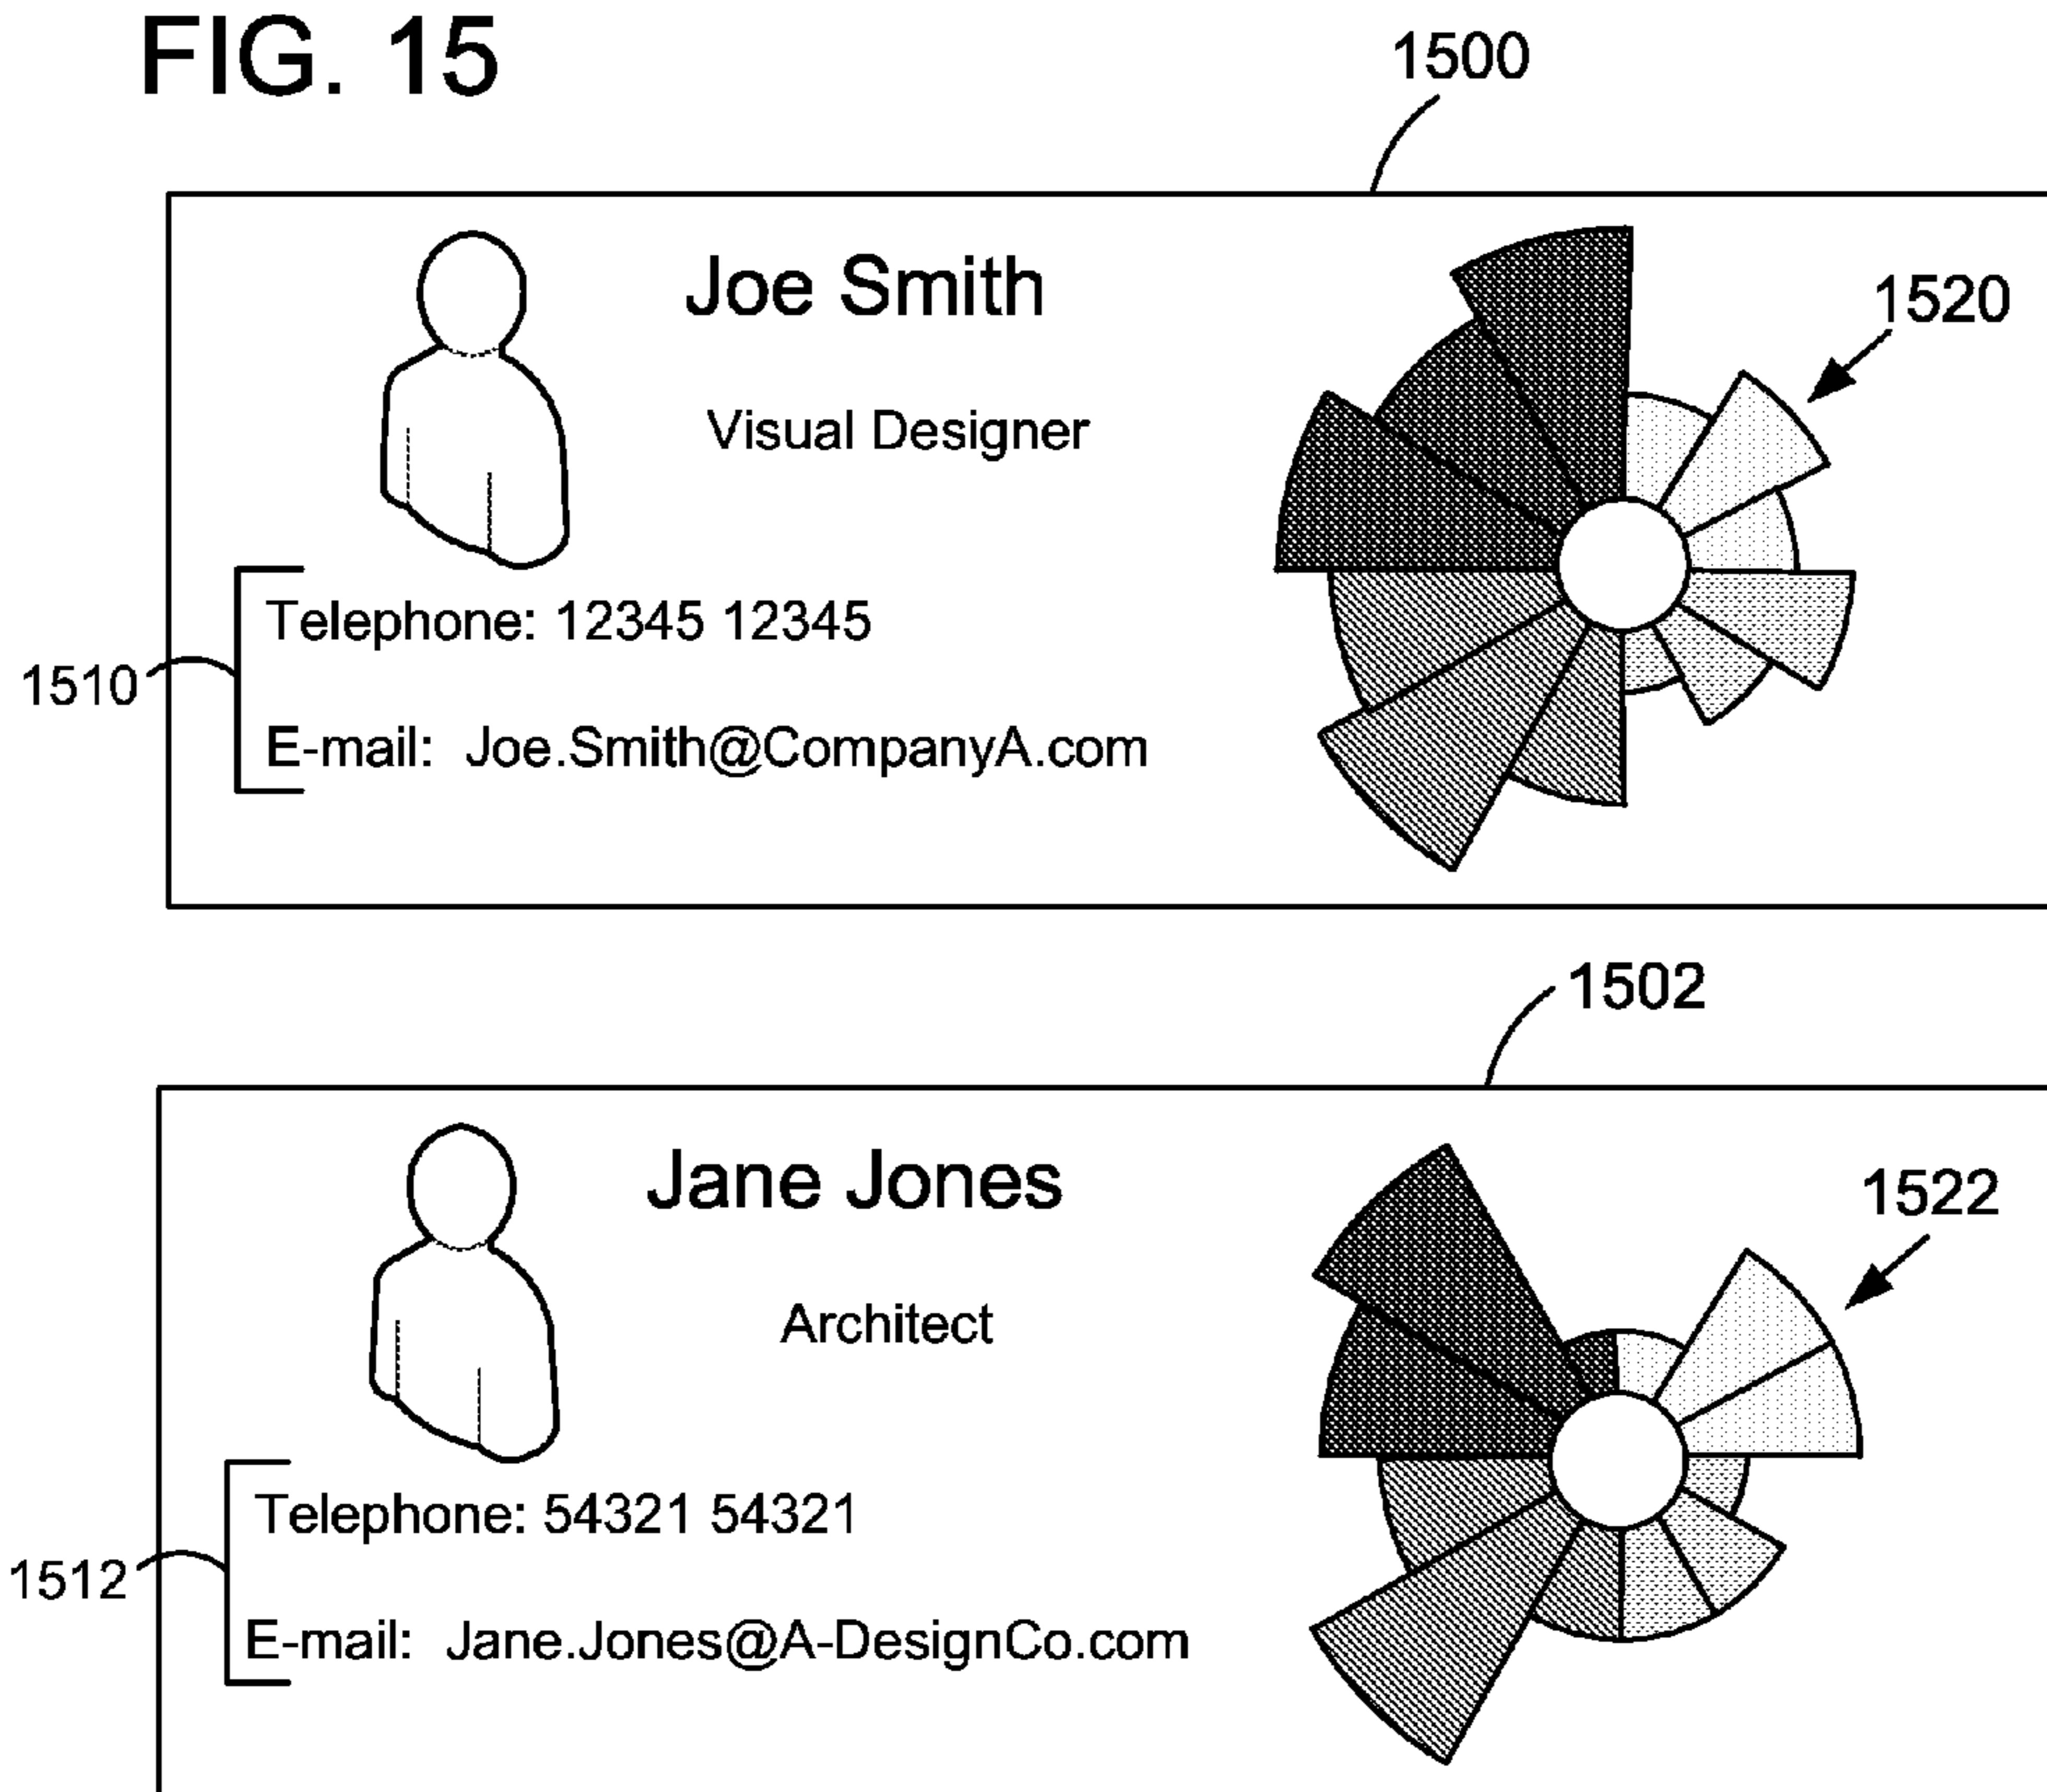 FIG. 15
1500
Joe Smith
1520
Visual Designer
Telephone: 12345 12345
1510
E-mail: Joe.Smith@CompanyA.com
1502
Jane Jones
1522
Architect
Telephone: 54321 54321
1512
E-mail: Jane.Jones@A-DesignCo.com